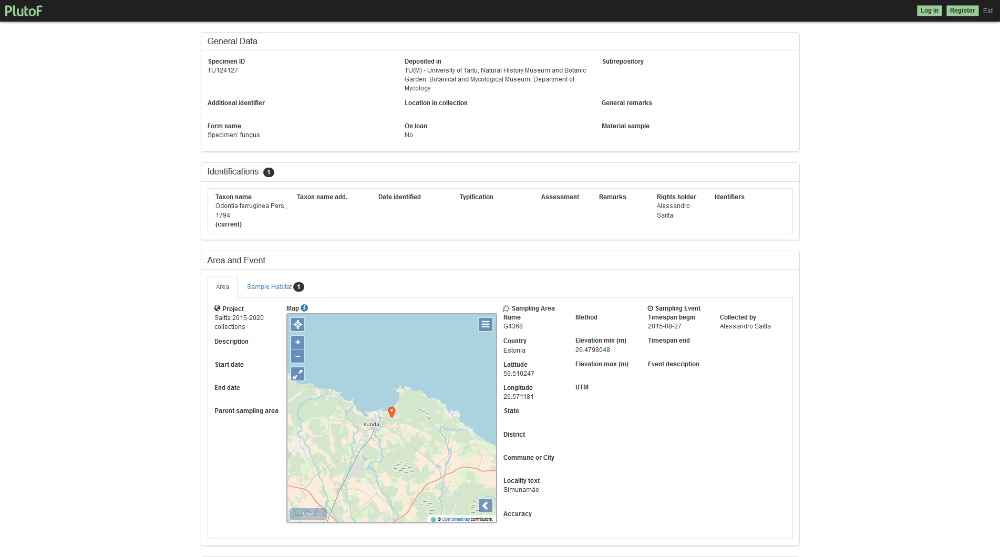 PlutoF
Log in
Register
Est
General Data
Specimen ID
TU124127
Deposited in
TU(M) - University of Tartu; Natural History Museum and Botanic
Garden; Botanical and Mycological Museum; Department of
Mycology
Subrepository
Additional identifier
Location in collection
General remarks
Form name
Specimen: fungus
On loan
No
Material sample
Identifications 1
Taxon name
Odontia ferruginea Pers.,
1794
(current)
Taxon name add.
Date identified
Typification
Assessment
Remarks
Rights holder
Alessandro
Saitta
Identifiers
Area and Event
Area
Sample Habitat 1
Project
Saitta 2015-2020
collections
Description
Start date
End date
Parent sampling area
Map
+
−
Kunda
5 km
© OpenStreetMap contributors.
Sampling Area
Name
G4368
Country
Estonia
Latitude
59.510247
Longitude
26.571181
State
District
Commune or City
Locality text
Simunamäe
Accuracy
Method
Elevation min (m)
26.4798048
Elevation max (m)
UTM
Sampling Event
Timespan begin
2015-08-27
Timespan end
Event description
Collected by
Alessandro Saitta